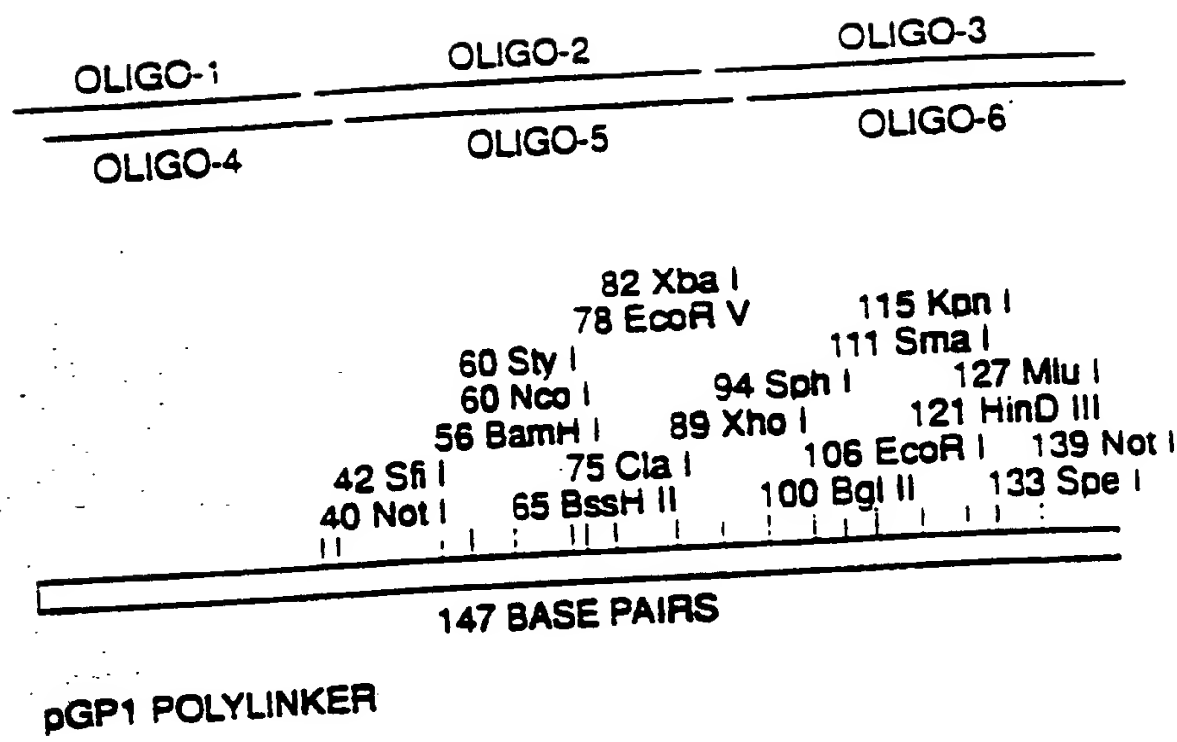 OLIGO-1
OLIGO-2
OLIGO-3
OLIGO-4
OLIGO-5
OLIGO-6
82 Xba I
78 EcoR V
115 Kpn I
111 Sma I
60 Sty I
60 Nco I
56 BamH I
94 Sph I
89 Xho I
127 Mlu I
121 HinD III
42 Sfi I
40 Not I
75 Cla I
65 BssH II
106 EcoR I
100 Bgl II
139 Not I
133 Spe I
147 BASE PAIRS
pGP1 POLYLINKER